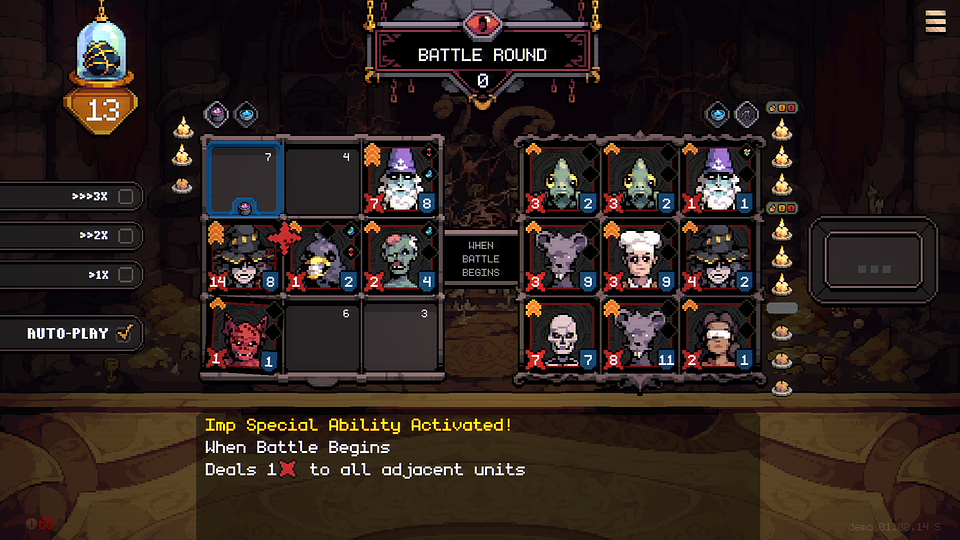 BATTLE ROUND
0
13
>>>3X
>>2X
>1X
AUTO-PLAY
7
4
7 8
14 8
1 2
2 4
1 1
6
3
WHEN
BATTLE
BEGINS
3 2
3 2
1 1
3 9
3 9
4 2
7 7
8 11
2 1
...
Imp Special Ability Activated!
When Battle Begins
Deals 1 to all adjacent units
60
demo 01.00.14 S